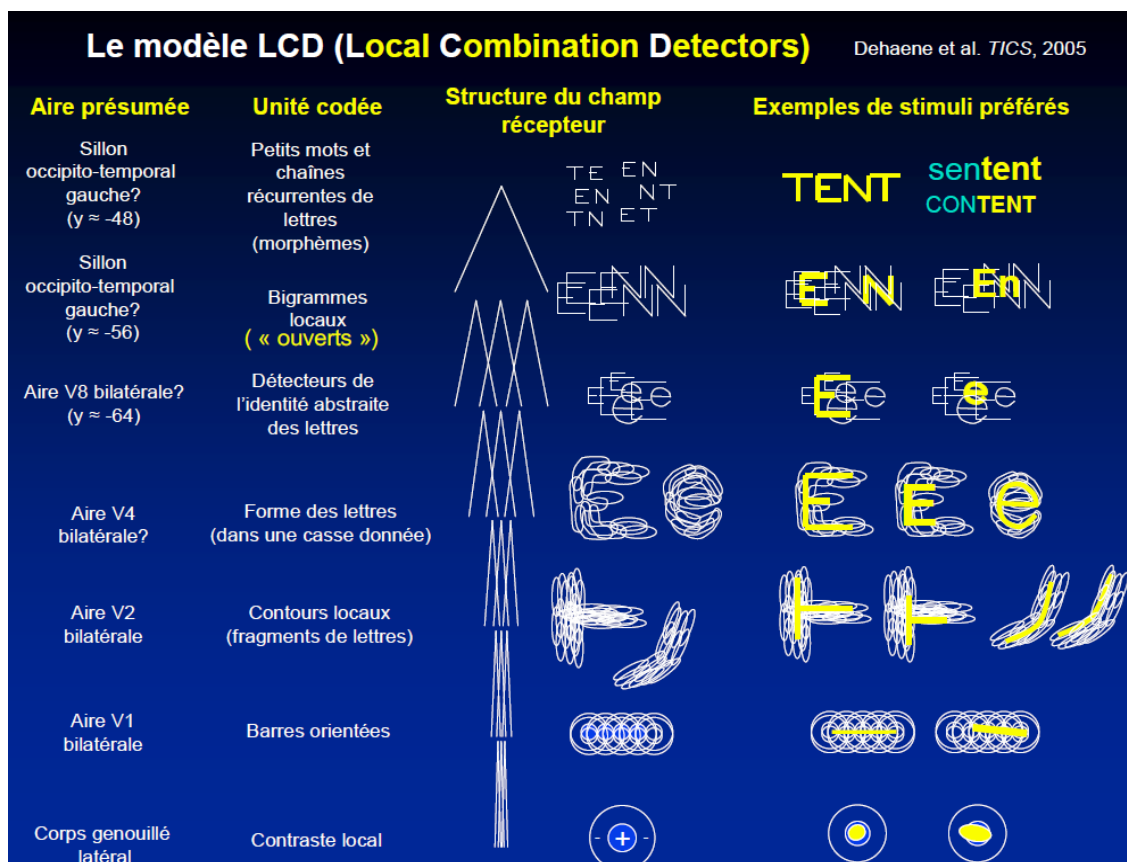 Le modèle LCD (Local Combination Detectors)
Dehaene et al. TICS, 2005
Aire présumée
Unité codée
Structure du champ
récepteur
Exemples de stimuli préférés
Sillon
occipito-temporal
gauche?
(y ≈ -48)
Petits mots et
chaînes
récurrentes de
lettres
(morphèmes)
TE EN
EN NT
TN ET
TENT
sentent
CONTENT
Sillon
occipito-temporal
gauche?
(y ≈ -56)
Bigrammes
locaux
( « ouverts »)
E N
E N
En
Aire V8 bilatérale?
(y ≈ -64)
Détecteurs de
l'identité abstraite
des lettres
E e
E
e
Aire V4
bilatérale?
Forme des lettres
(dans une casse donnée)
E e
E E e
Aire V2
bilatérale
Contours locaux
(fragments de lettres)
Aire V1
bilatérale
Barres orientées
Corps genouillé
latéral
Contraste local
- + -